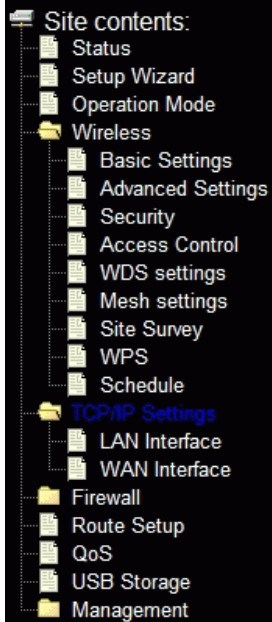 Site contents:
Status
Setup Wizard
Operation Mode
Wireless
Basic Settings
Advanced Settings
Security
Access Control
WDS settings
Mesh settings
Site Survey
WPS
Schedule
TCP/IP Settings
LAN Interface
WAN Interface
Firewall
Route Setup
QoS
USB Storage
Management